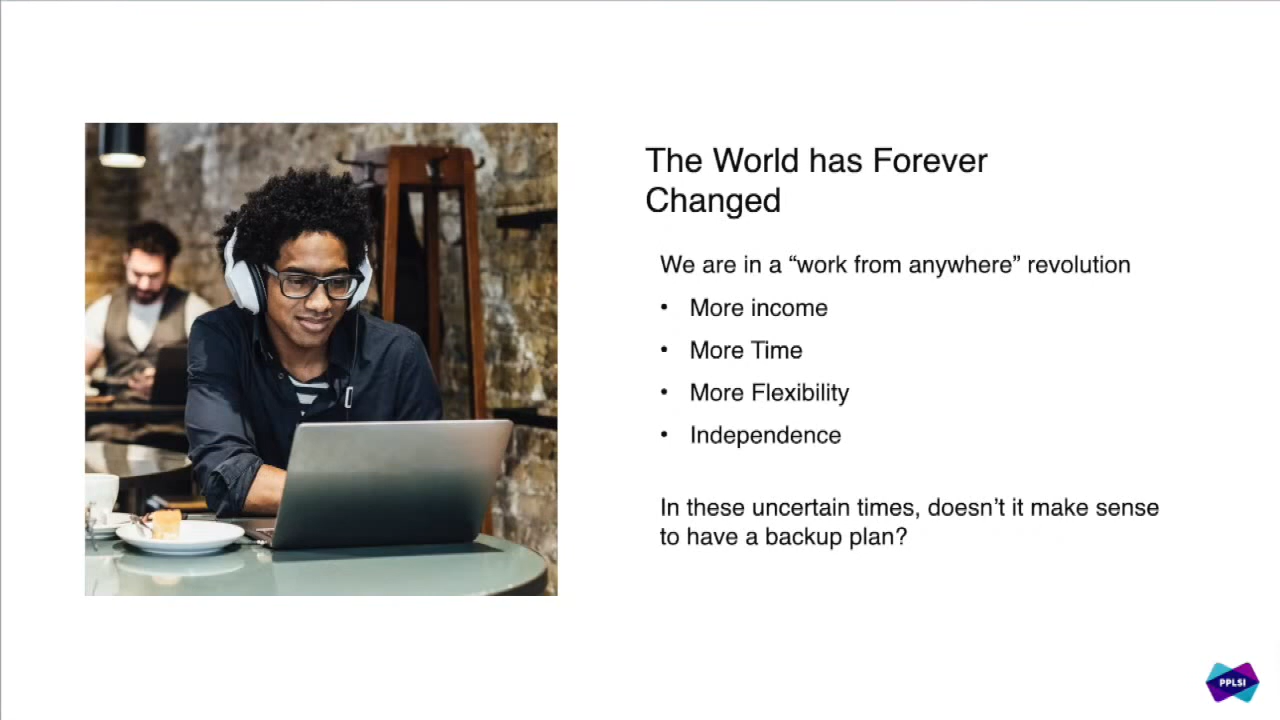 The World has Forever
Changed
We are in a “work from anywhere” revolution
• More income
• More Time
• More Flexibility
• Independence
In these uncertain times, doesn’t it make sense
to have a backup plan?
PPLSI